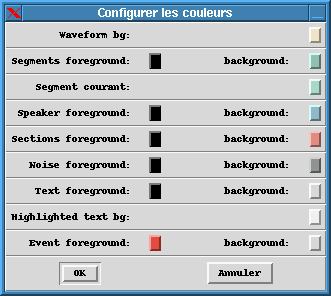 Configurer les couleurs
Waveform bg:
Segments foreground: background:
Segment courant:
Speaker foreground: background:
Sections foreground: background:
Noise foreground: background:
Text foreground: background:
Highlighted text bg:
Event foreground: background:
OK Annuler